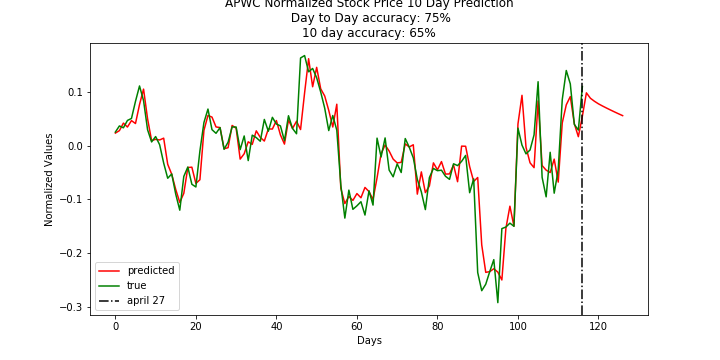 APWC Normalized Stock Price 10 Day Prediction
Day to Day accuracy: 75%
10 day accuracy: 65%
Normalized Values
0.1
0.0
−0.1
−0.2
−0.3
predicted
true
april 27
0
20
40
60
80
100
120
Days